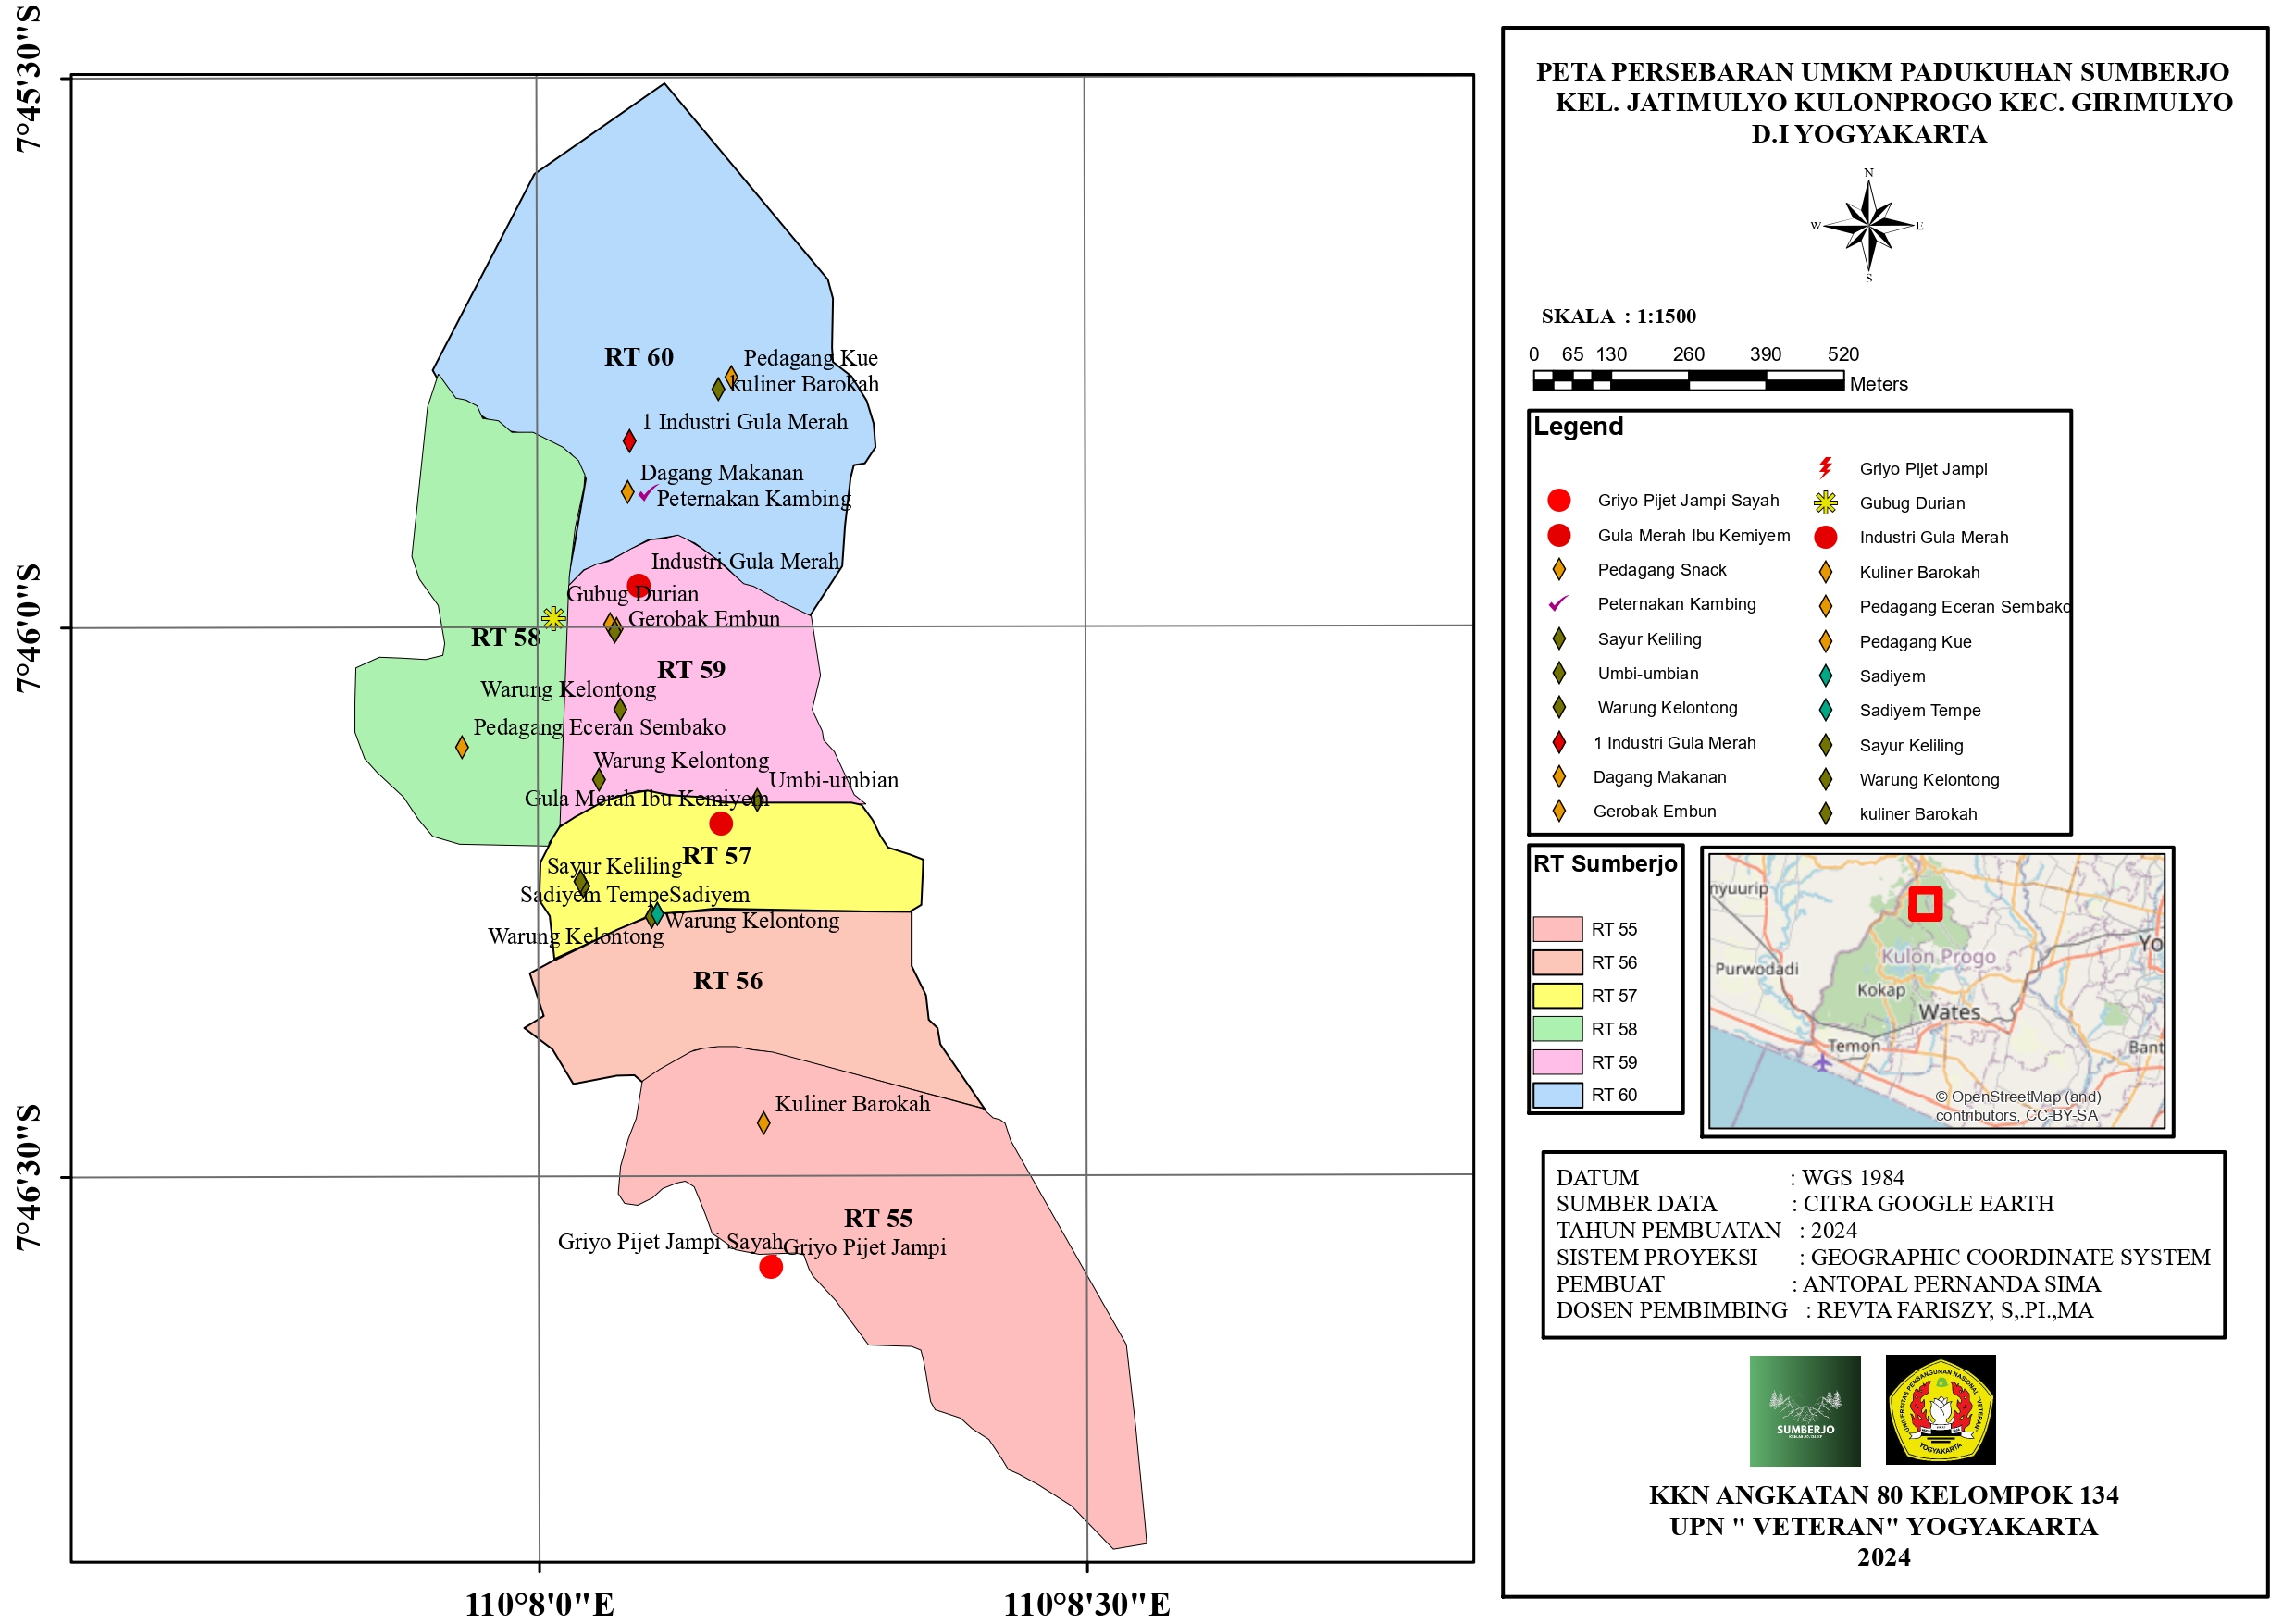 7°45'30"S
7°46'0"S
7°46'30"S
110°8'0"E
110°8'30"E
RT 60
Pedagang Kue
kuliner Barokah
1 Industri Gula Merah
Dagang Makanan
Peternakan Kambing
Industri Gula Merah
Gubug Durian
Gerobak Embun
RT 58
RT 59
Warung Kelontong
Pedagang Eceran Sembako
Warung Kelontong
Umbi-umbian
Gula Merah Ibu Kemiyem
RT 57
Sayur Keliling
Sadiyem Tempe
Sadiyem
Warung Kelontong
Warung Kelontong
RT 56
Kuliner Barokah
RT 55
Griyo Pijet Jampi Sayah
Griyo Pijet Jampi
PETA PERSEBARAN UMKM PADUKUHAN SUMBERJO
KEL. JATIMULYO KULONPROGO KEC. GIRIMULYO
D.I YOGYAKARTA
N
W E
S
SKALA : 1:1500
0 65 130 260 390 520
Meters
Legend
Griyo Pijet Jampi Sayah
Gula Merah Ibu Kemiyem
Pedagang Snack
Peternakan Kambing
Sayur Keliling
Umbi-umbian
Warung Kelontong
1 Industri Gula Merah
Dagang Makanan
Gerobak Embun
Griyo Pijet Jampi
Gubug Durian
Industri Gula Merah
Kuliner Barokah
Pedagang Eceran Sembako
Pedagang Kue
Sadiyem
Sadiyem Tempe
Sayur Keliling
Warung Kelontong
kuliner Barokah
RT Sumberjo
RT 55
RT 56
RT 57
RT 58
RT 59
RT 60
nyuurip
Yo
Kulon Progo
Purwodadi
Kokap
Wates
Temon
Bant
© OpenStreetMap (and)
contributors, CC-BY-SA
DATUM : WGS 1984
SUMBER DATA : CITRA GOOGLE EARTH
TAHUN PEMBUATAN : 2024
SISTEM PROYEKSI : GEOGRAPHIC COORDINATE SYSTEM
PEMBUAT : ANTOPAL PERNANDA SIMA
DOSEN PEMBIMBING : REVTA FARISZY, S,.PI.,MA
SUMBERJO
UNIVERSITAS PEMBANGUNAN NASIONAL "VETERAN"
YOGYAKARTA
KKN ANGKATAN 80 KELOMPOK 134
UPN " VETERAN" YOGYAKARTA
2024